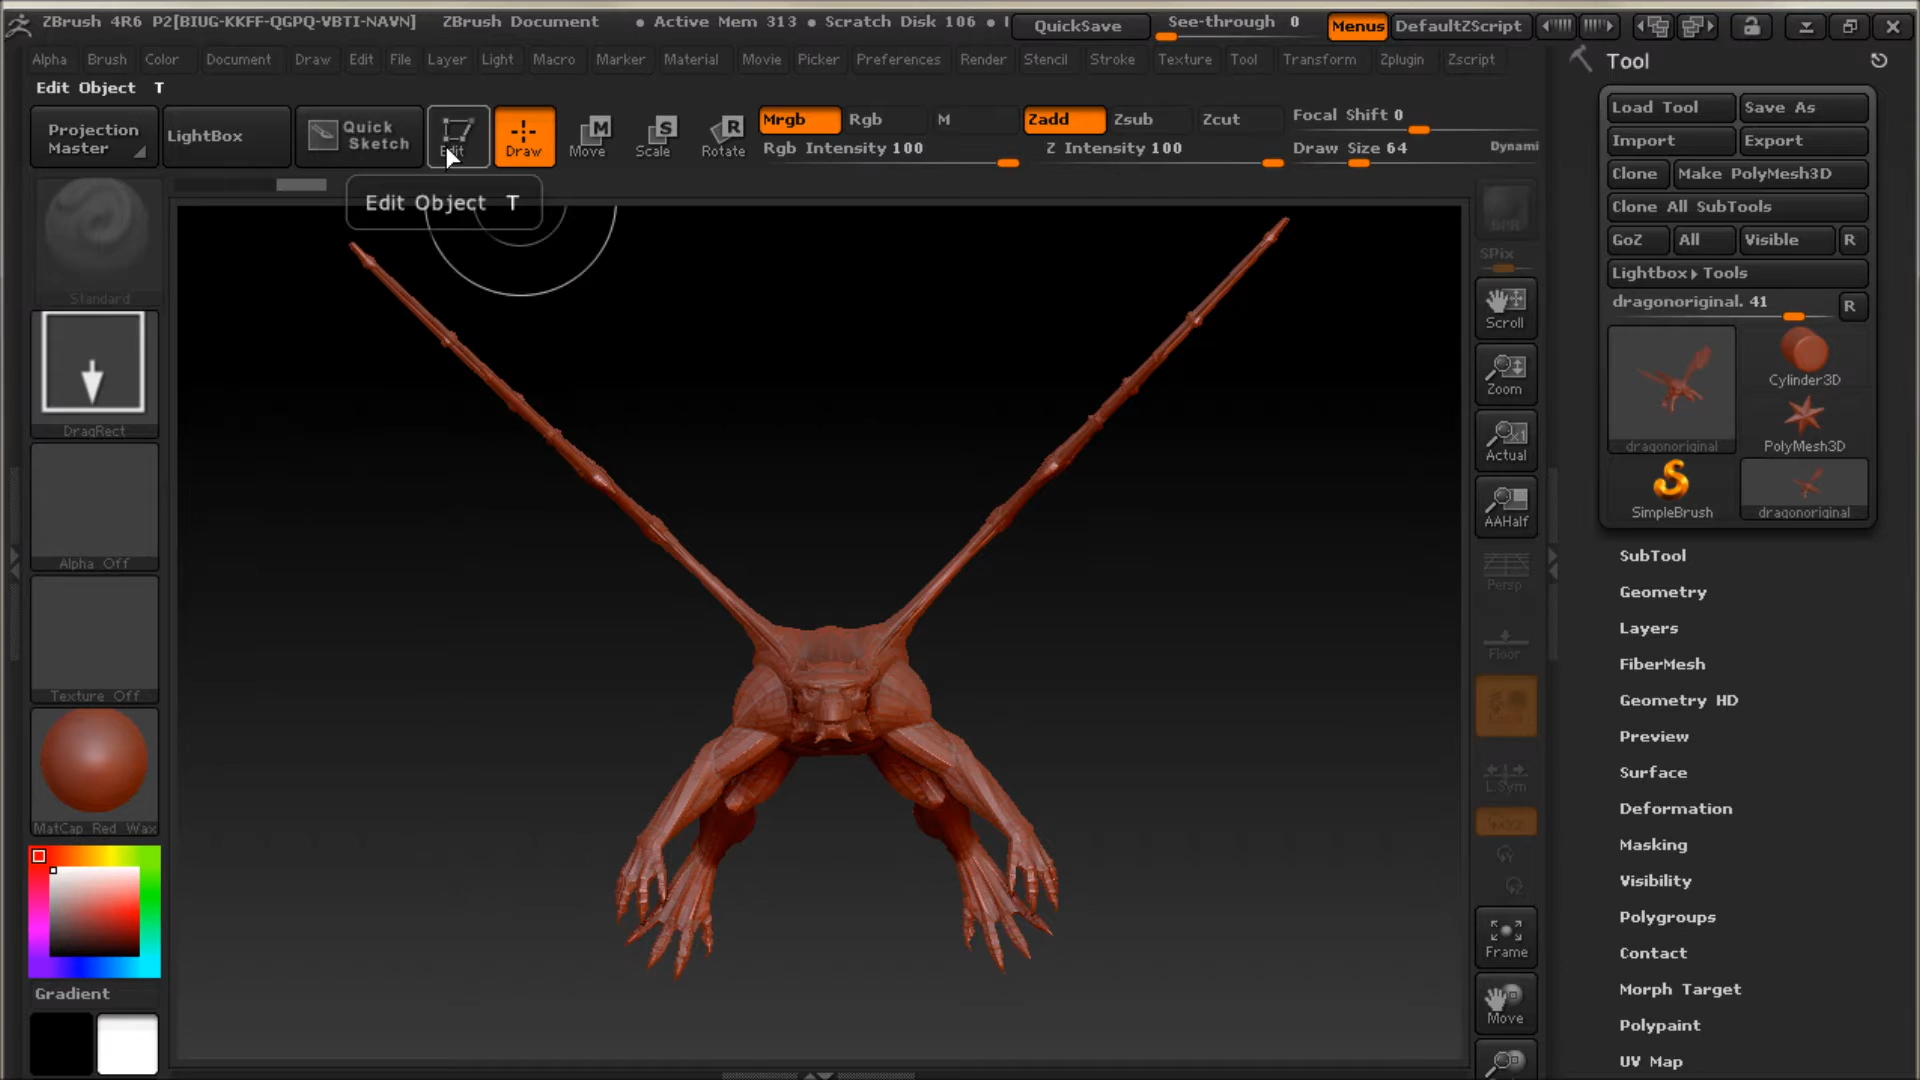 ZBrush 4R6 P2[BIUG-KKFF-QGPQ-VBTI-NAVN] ZBrush Document • Active Mem 313 • Scratch Disk 106 • QuickSave See-through 0 Menus DefaultZScript
Alpha Brush Color Document Draw Edit File Layer Light Macro Marker Material Movie Picker Preferences Render Stencil Stroke Texture Tool Transform Zplugin Zscript
Edit Object T
Projection Master
LightBox
Quick Sketch
Edit
Draw
Move
Scale
Rotate
Mrgb Rgb M
Rgb Intensity 100
Zadd Zsub Zcut
Z Intensity 100
Focal Shift 0
Draw Size 64 Dynami
Edit Object T
Standard
DragRect
Alpha Off
Texture Off
MatCap Red Wax
Gradient
BPR
SPix
Scroll
Zoom
Actual
AAHalf
Persp
Floor
L.Sym
Frame
Move
Tool
Load Tool Save As
Import Export
Clone Make PolyMesh3D
Clone All SubTools
GoZ All Visible R
Lightbox▸Tools
dragonoriginal. 41 R
dragonoriginal
Cylinder3D
PolyMesh3D
SimpleBrush
dragonoriginal
SubTool
Geometry
Layers
FiberMesh
Geometry HD
Preview
Surface
Deformation
Masking
Visibility
Polygroups
Contact
Morph Target
Polypaint
UV Map